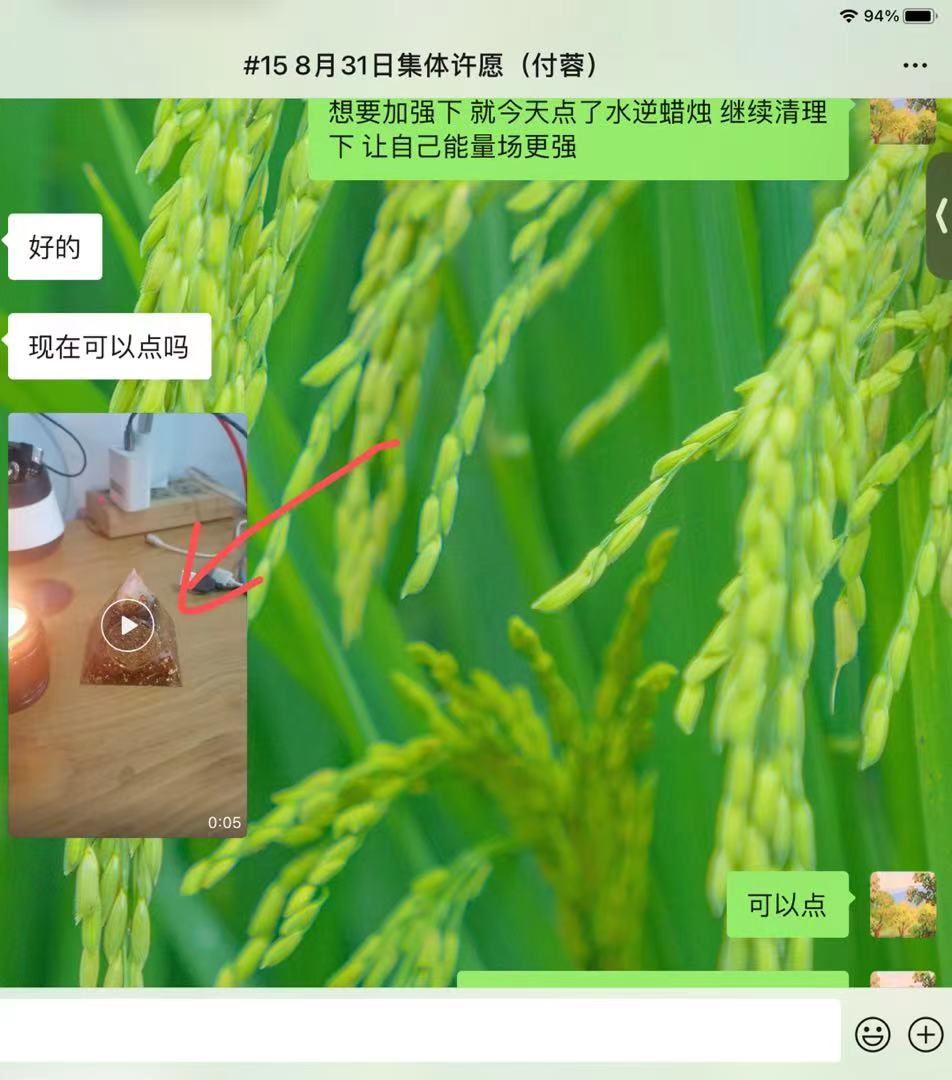 94%
#15 8月31日集体许愿（付蓉）
想要加强下 就今天点了水逆蜡烛 继续清理
下 让自己能量场更强
好的
现在可以点吗
0:05
可以点